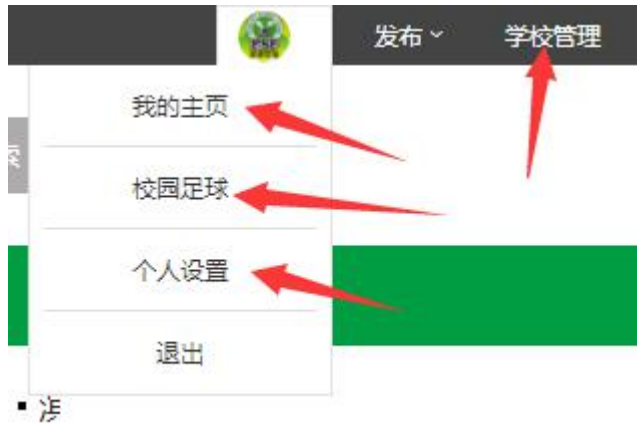 发布 学校管理
我的主页
校园足球
个人设置
退出